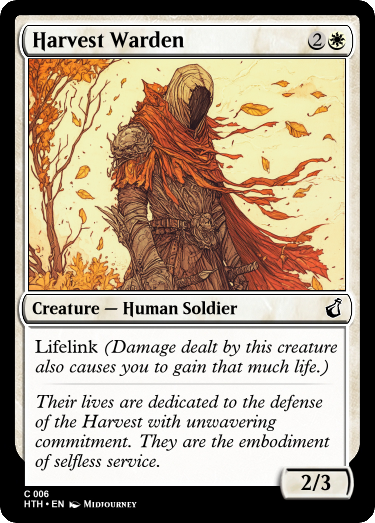 Harvest Warden 2
Creature — Human Soldier
Lifelink (Damage dealt by this creature
also causes you to gain that much life.)
Their lives are dedicated to the defense
of the Harvest with unwavering
commitment. They are the embodiment
of selfless service.
2/3
C 006
HTH • EN Midjourney